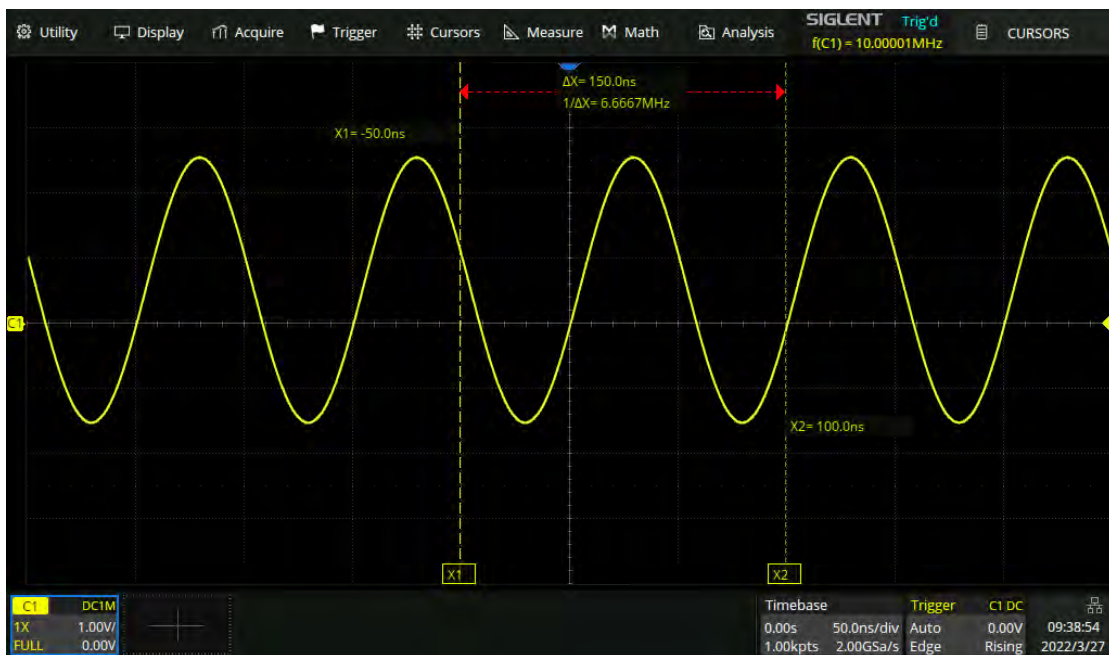 Utility Display Acquire Trigger Cursors Measure Math Analysis SIGLENT Trig'd CURSORS
f(C1) = 10.00001MHz
ΔX= 150.0ns
1/ΔX= 6.6667MHz
X1= -50.0ns
C1
X2= 100.0ns
X1 X2
C1 DC1M Timebase Trigger C1 DC
1X 1.00V/ 0.00s 50.0ns/div Auto 0.00V 09:38:54
FULL 0.00V 1.00kpts 2.00GSa/s Edge Rising 2022/3/27